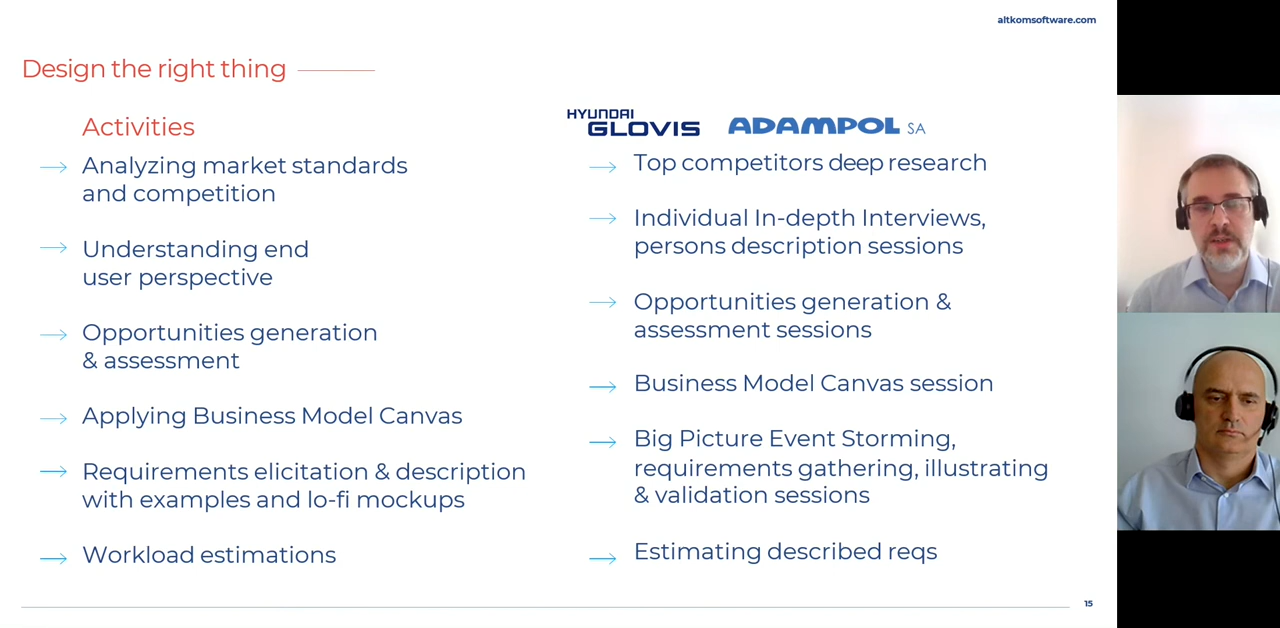 altkomsoftware.com
Design the right thing
Activities
Analyzing market standards
and competition
Understanding end
user perspective
Opportunities generation
& assessment
Applying Business Model Canvas
Requirements elicitation & description
with examples and lo-fi mockups
Workload estimations
HYUNDAI
GLOVIS
ADAMPOL SA
Top competitors deep research
Individual In-depth Interviews,
persons description sessions
Opportunities generation &
assessment sessions
Business Model Canvas session
Big Picture Event Storming,
requirements gathering, illustrating
& validation sessions
Estimating described reqs
15